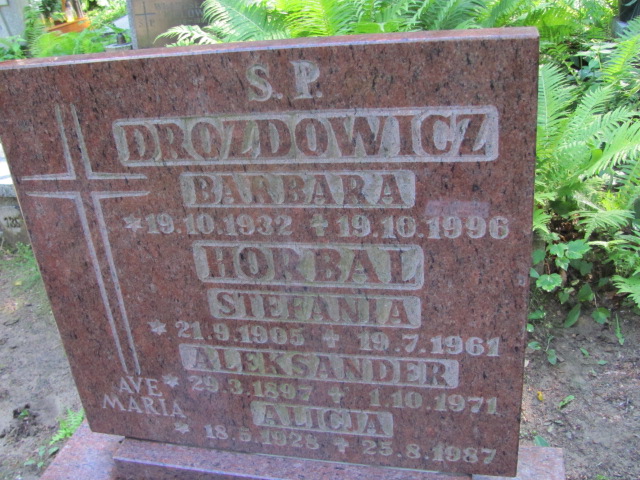 S.P.
DROZDOWICZ
BARBARA
*19.10.1932 + 19.10.1996
HORBAL
STEFANIA
* 21.9.1905 + 19.7.1961
ALEKSANDER
* 29.3.1897 + 1.10.1971
ALICJA
* 18.5.1928 + 25.8.1987
AVE
MARIA